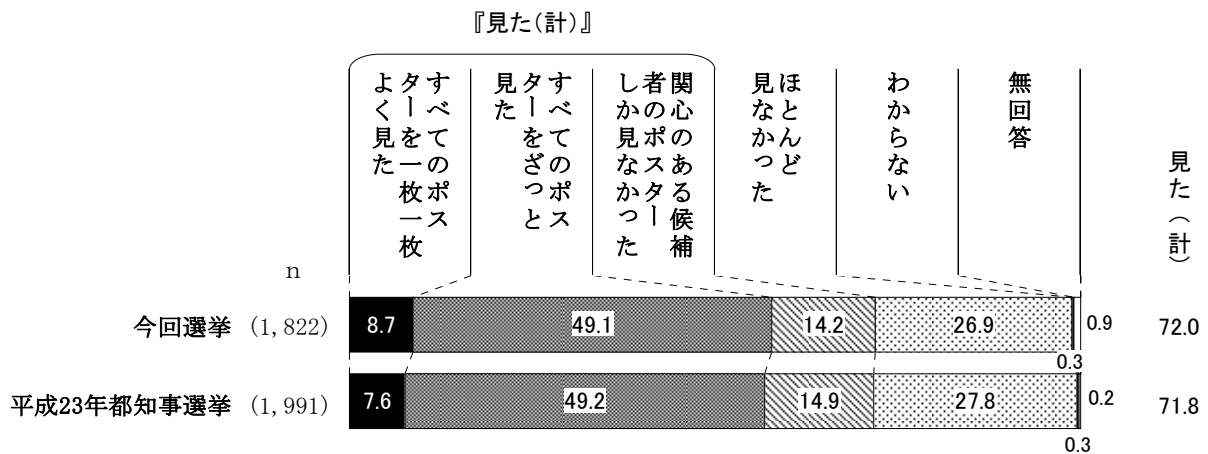 『見た(計)』
すべてのポス
ターを一枚一枚
よく見た
すべてのポス
ターをざっと
見た
関心のある候補
者のポスター
しか見なかった
ほとんど
見なかった
わからない
無回答
見た(計)
n
今回選挙 (1,822) 8.7 49.1 14.2 26.9 0.9 72.0
0.3
平成23年都知事選挙 (1,991) 7.6 49.2 14.9 27.8 0.2 71.8
0.3